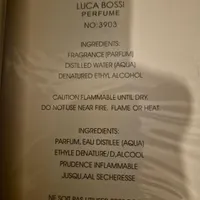 LUCA BOSSI
PERFUME
NO:3903
INGREDIENTS:
FRAGRANCE (PARFUM)
DISTILLED WATER (AQUA)
DENATURED ETHYL ALCOHOL
CAUTION FLAMMABLE UNTIL DRY.
DO NOT USE NEAR FIRE, FLAME OR HEAT
INGREDIENTS:
PARFUM, EAU DISTILEE (AQUA)
ETHYLE DENATURE/D,ALCOOL
PRUDENCE INFLAMMABLE
JUSQU,AAL SECHERESSE